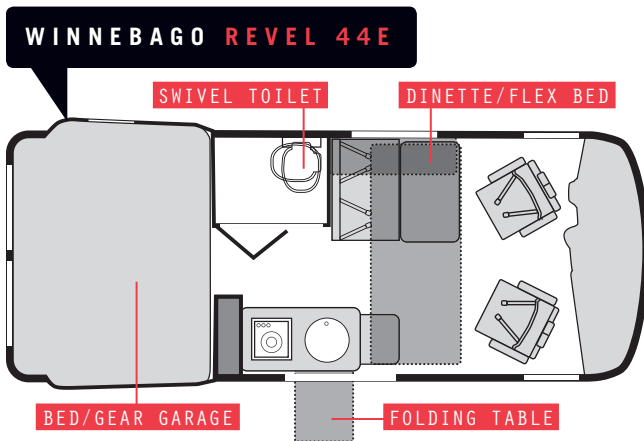 WINNEBAGO REVEL 44E
SWIVEL TOILET
DINETTE/FLEX BED
BED/GEAR GARAGE
FOLDING TABLE